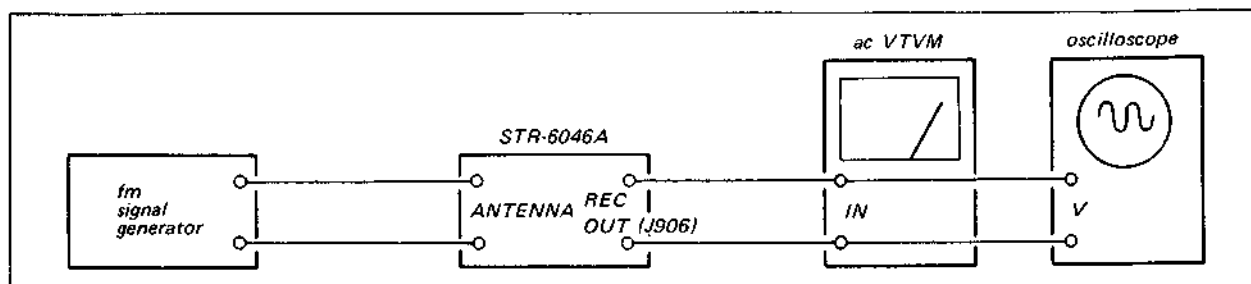 ac VTVM
oscilloscope
STR-6046A
fm
signal
generator
ANTENNA
REC
OUT (J906)
IN
V